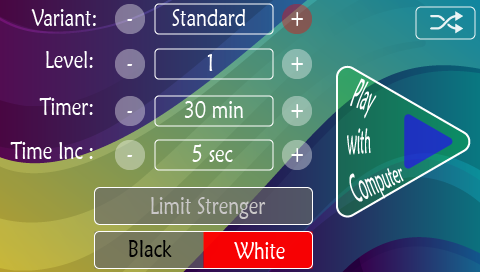 Variant: - Standard +
Level: - 1 +
Timer: - 30 min +
Time Inc : - 5 sec +
Limit Strenger
Black White
Play
with
Computer